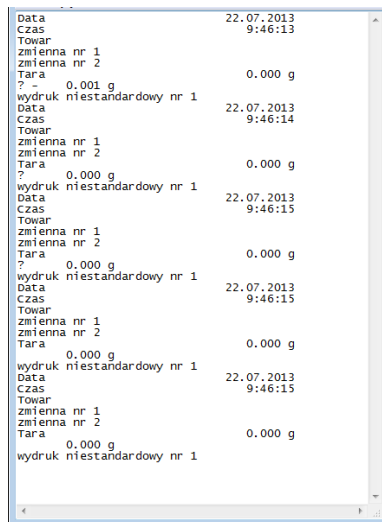 Data 22.07.2013
Czas 9:46:13
Towar
zmienna nr 1
zmienna nr 2
Tara 0.000 g
? - 0.001 g
wydruk niestandardowy nr 1
Data 22.07.2013
Czas 9:46:14
Towar
zmienna nr 1
zmienna nr 2
Tara 0.000 g
? 0.000 g
wydruk niestandardowy nr 1
Data 22.07.2013
Czas 9:46:15
Towar
zmienna nr 1
zmienna nr 2
Tara 0.000 g
? 0.000 g
wydruk niestandardowy nr 1
Data 22.07.2013
Czas 9:46:15
Towar
zmienna nr 1
zmienna nr 2
Tara 0.000 g
0.000 g
wydruk niestandardowy nr 1
Data 22.07.2013
Czas 9:46:15
Towar
zmienna nr 1
zmienna nr 2
Tara 0.000 g
0.000 g
wydruk niestandardowy nr 1